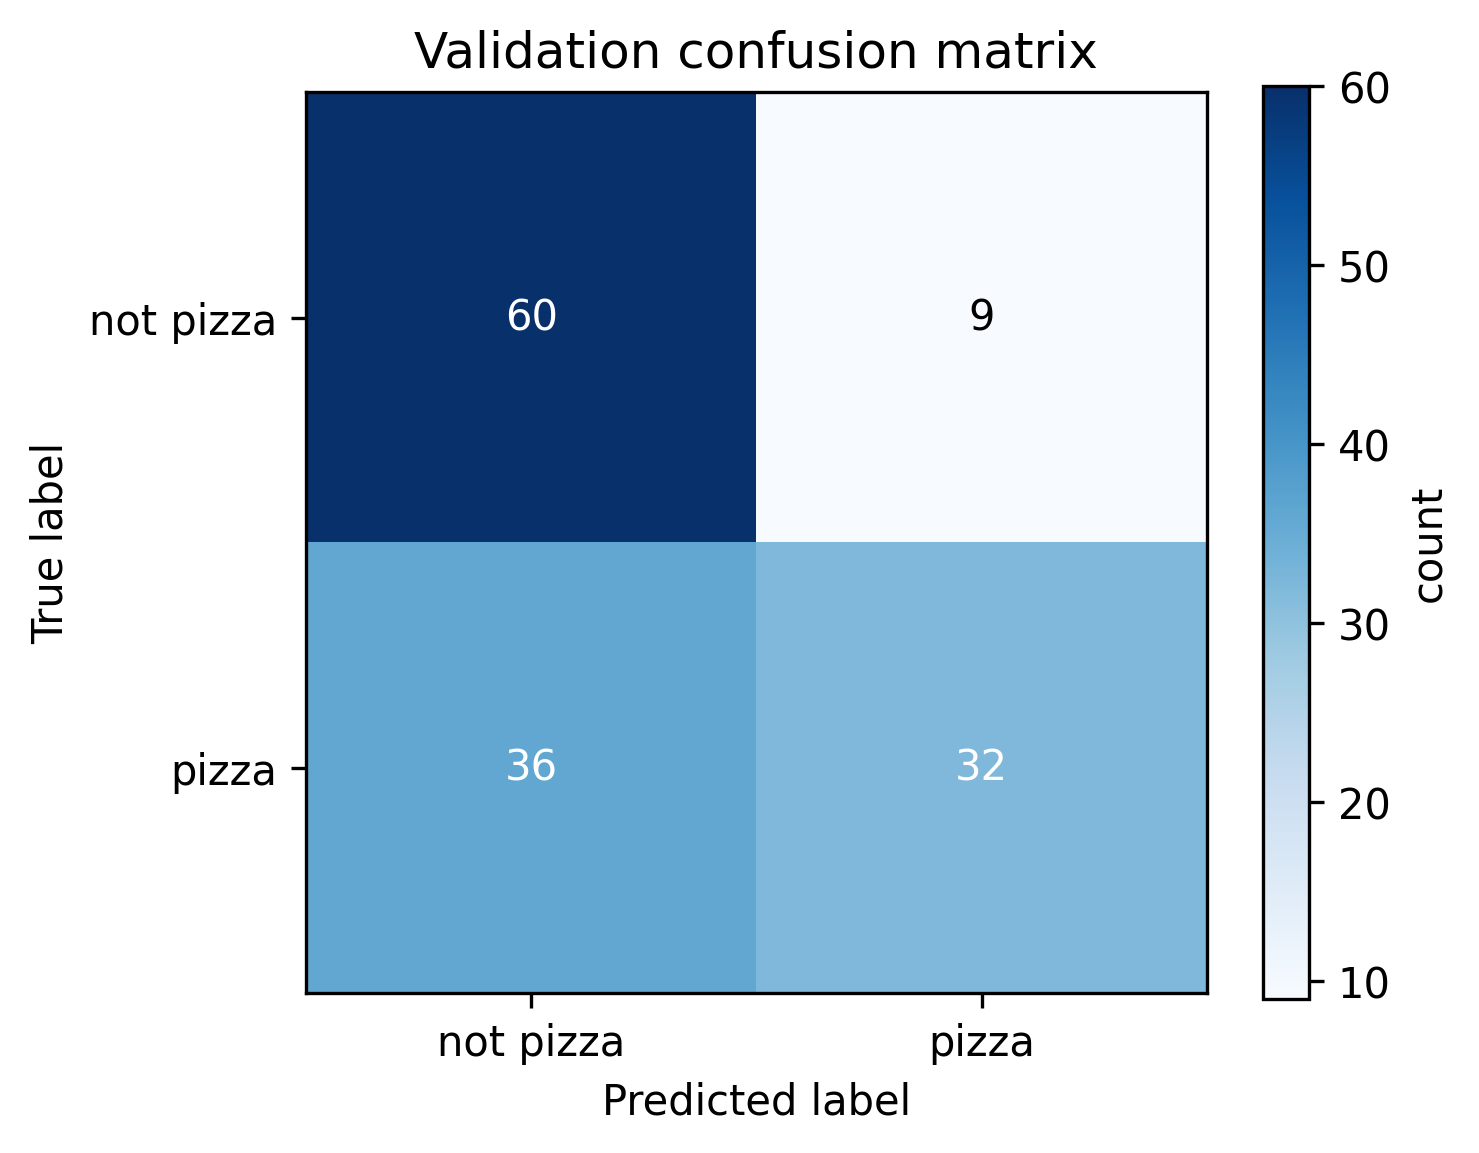 Validation confusion matrix
True label
not pizza
60
9
pizza
36
32
not pizza
pizza
Predicted label
60
50
40
30
20
10
count